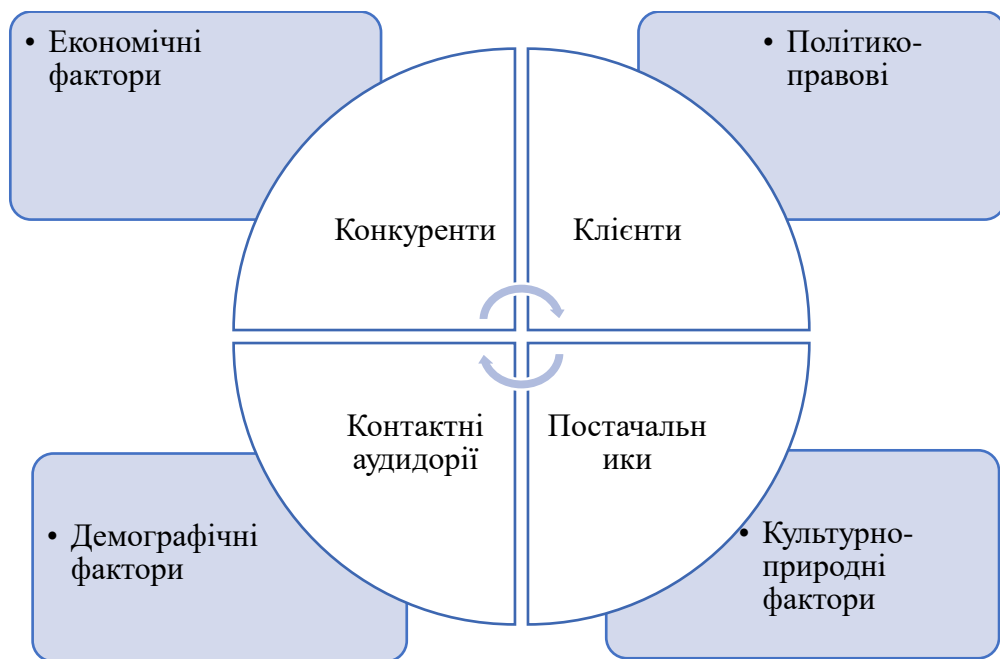 • Економічні
фактори
• Політико-
правові
Конкуренти
Клієнти
Контактні
аудидорії
Постачальн
ики
• Демографічні
фактори
• Культурно-
природні
фактори